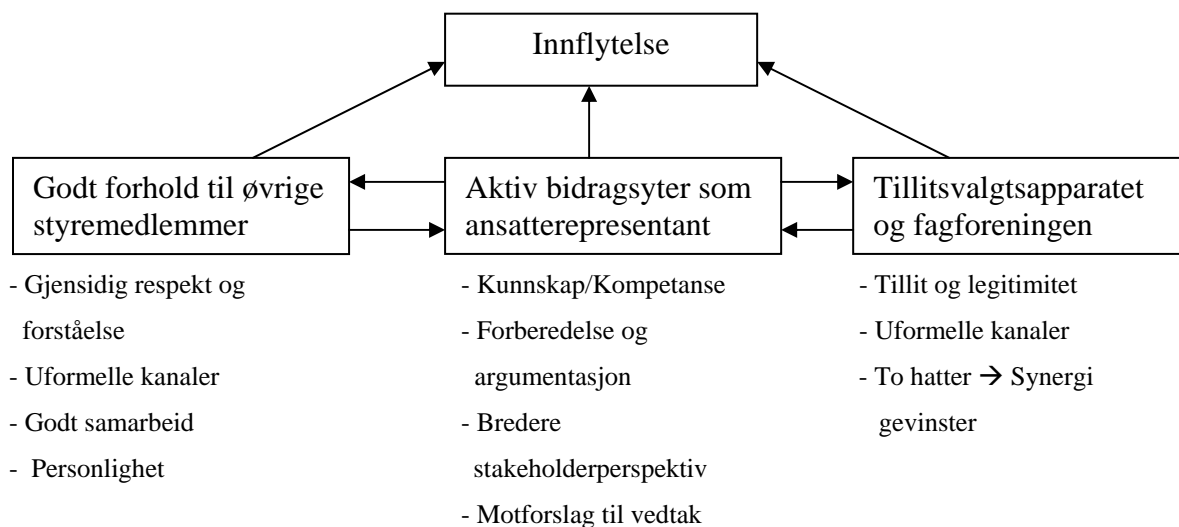 Innflytelse
Godt forhold til øvrige
styremedlemmer
- Gjensidig respekt og
forståelse
- Uformelle kanaler
- Godt samarbeid
- Personlighet
Aktiv bidragsyter som
ansatterepresentant
- Kunnskap/Kompetanse
- Forberedelse og
argumentasjon
- Bredere
stakeholderperspektiv
- Motforslag til vedtak
Tillitsvalgtsapparatet
og fagforeningen
- Tillit og legitimitet
- Uformelle kanaler
- To hatter → Synergi
gevinster